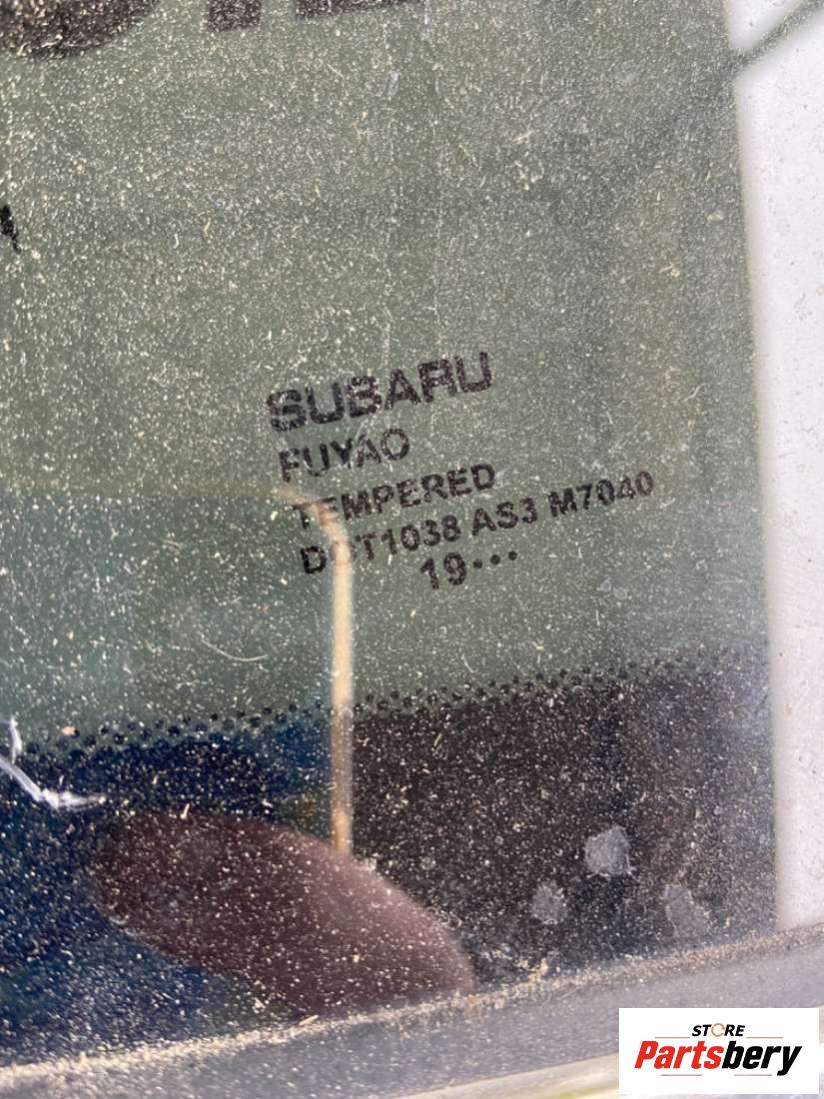 SUBARU
FUYAO
TEMPERED
DOT1038 AS3 M7040
19•••
STORE
Partsbery